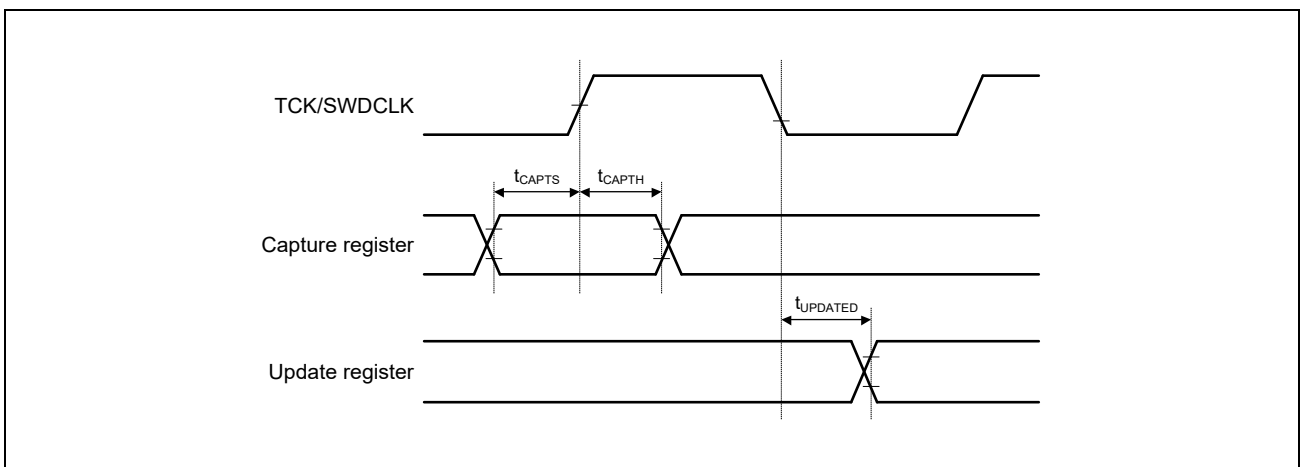 TCK/SWDCLK
tCAPTS
tCAPTH
Capture register
tUPDATED
Update register